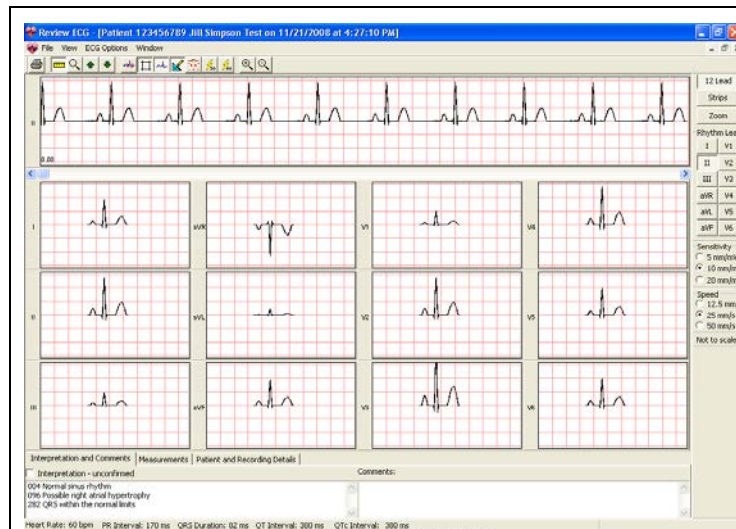 Review ECG - [Patient 123456789 Jill Simpson Test on 11/21/2008 at 4:27:10 PM]
File View ECG Options Window
12 Lead
Strips
Zoom
Rhythm Lea
I V1
II V2
III V3
aVR V4
aVL V5
aVF V6
Sensitivity
5 mm/m
10 mm/m
20 mm/m
Speed
12.5 mm
25 mm/s
50 mm/s
Not to scale
II
0.00
I aVR V1 V4
II aVL V2 V5
III aVF V3 V6
Interpretation and Comments Measurements Patient and Recording Details
Interpretation - unconfirmed Comments:
004 Normal sinus rhythm
096 Possible right atrial hypertrophy
282 QRS within the normal limits
Heart Rate: 60 bpm PR Interval: 170 ms QRS Duration: 82 ms QT Interval: 380 ms QTc Interval: 380 ms